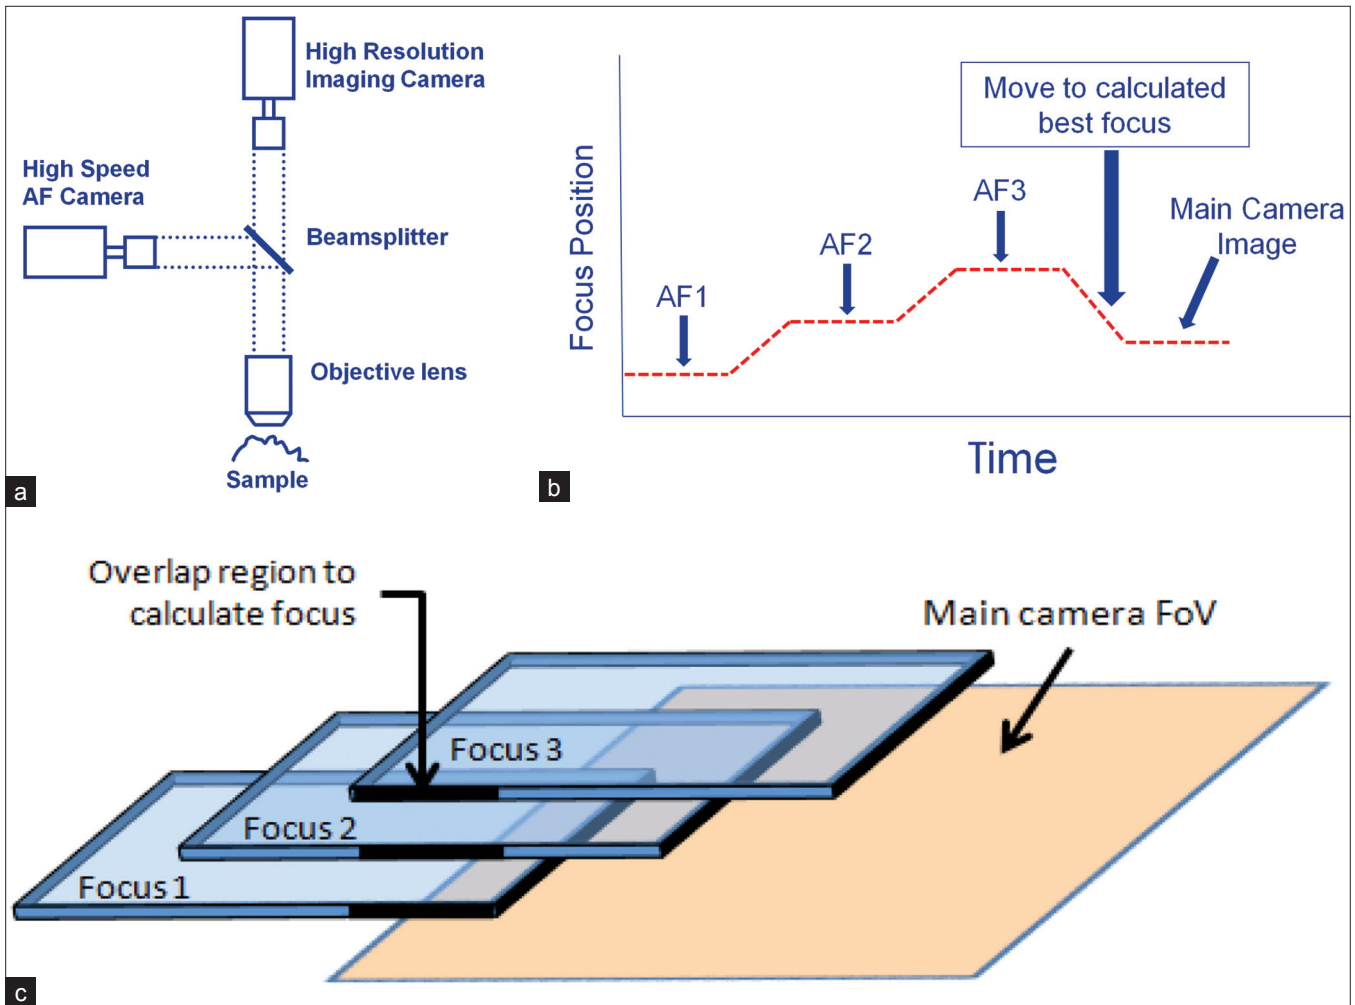 High Resolution
Imaging Camera
High Speed
AF Camera
Beamsplitter
Objective lens
Sample
a
Focus Position
AF1
AF2
AF3
Move to calculated
best focus
Main Camera
Image
Time
b
Overlap region to
calculate focus
Main camera FoV
Focus 3
Focus 2
Focus 1
c